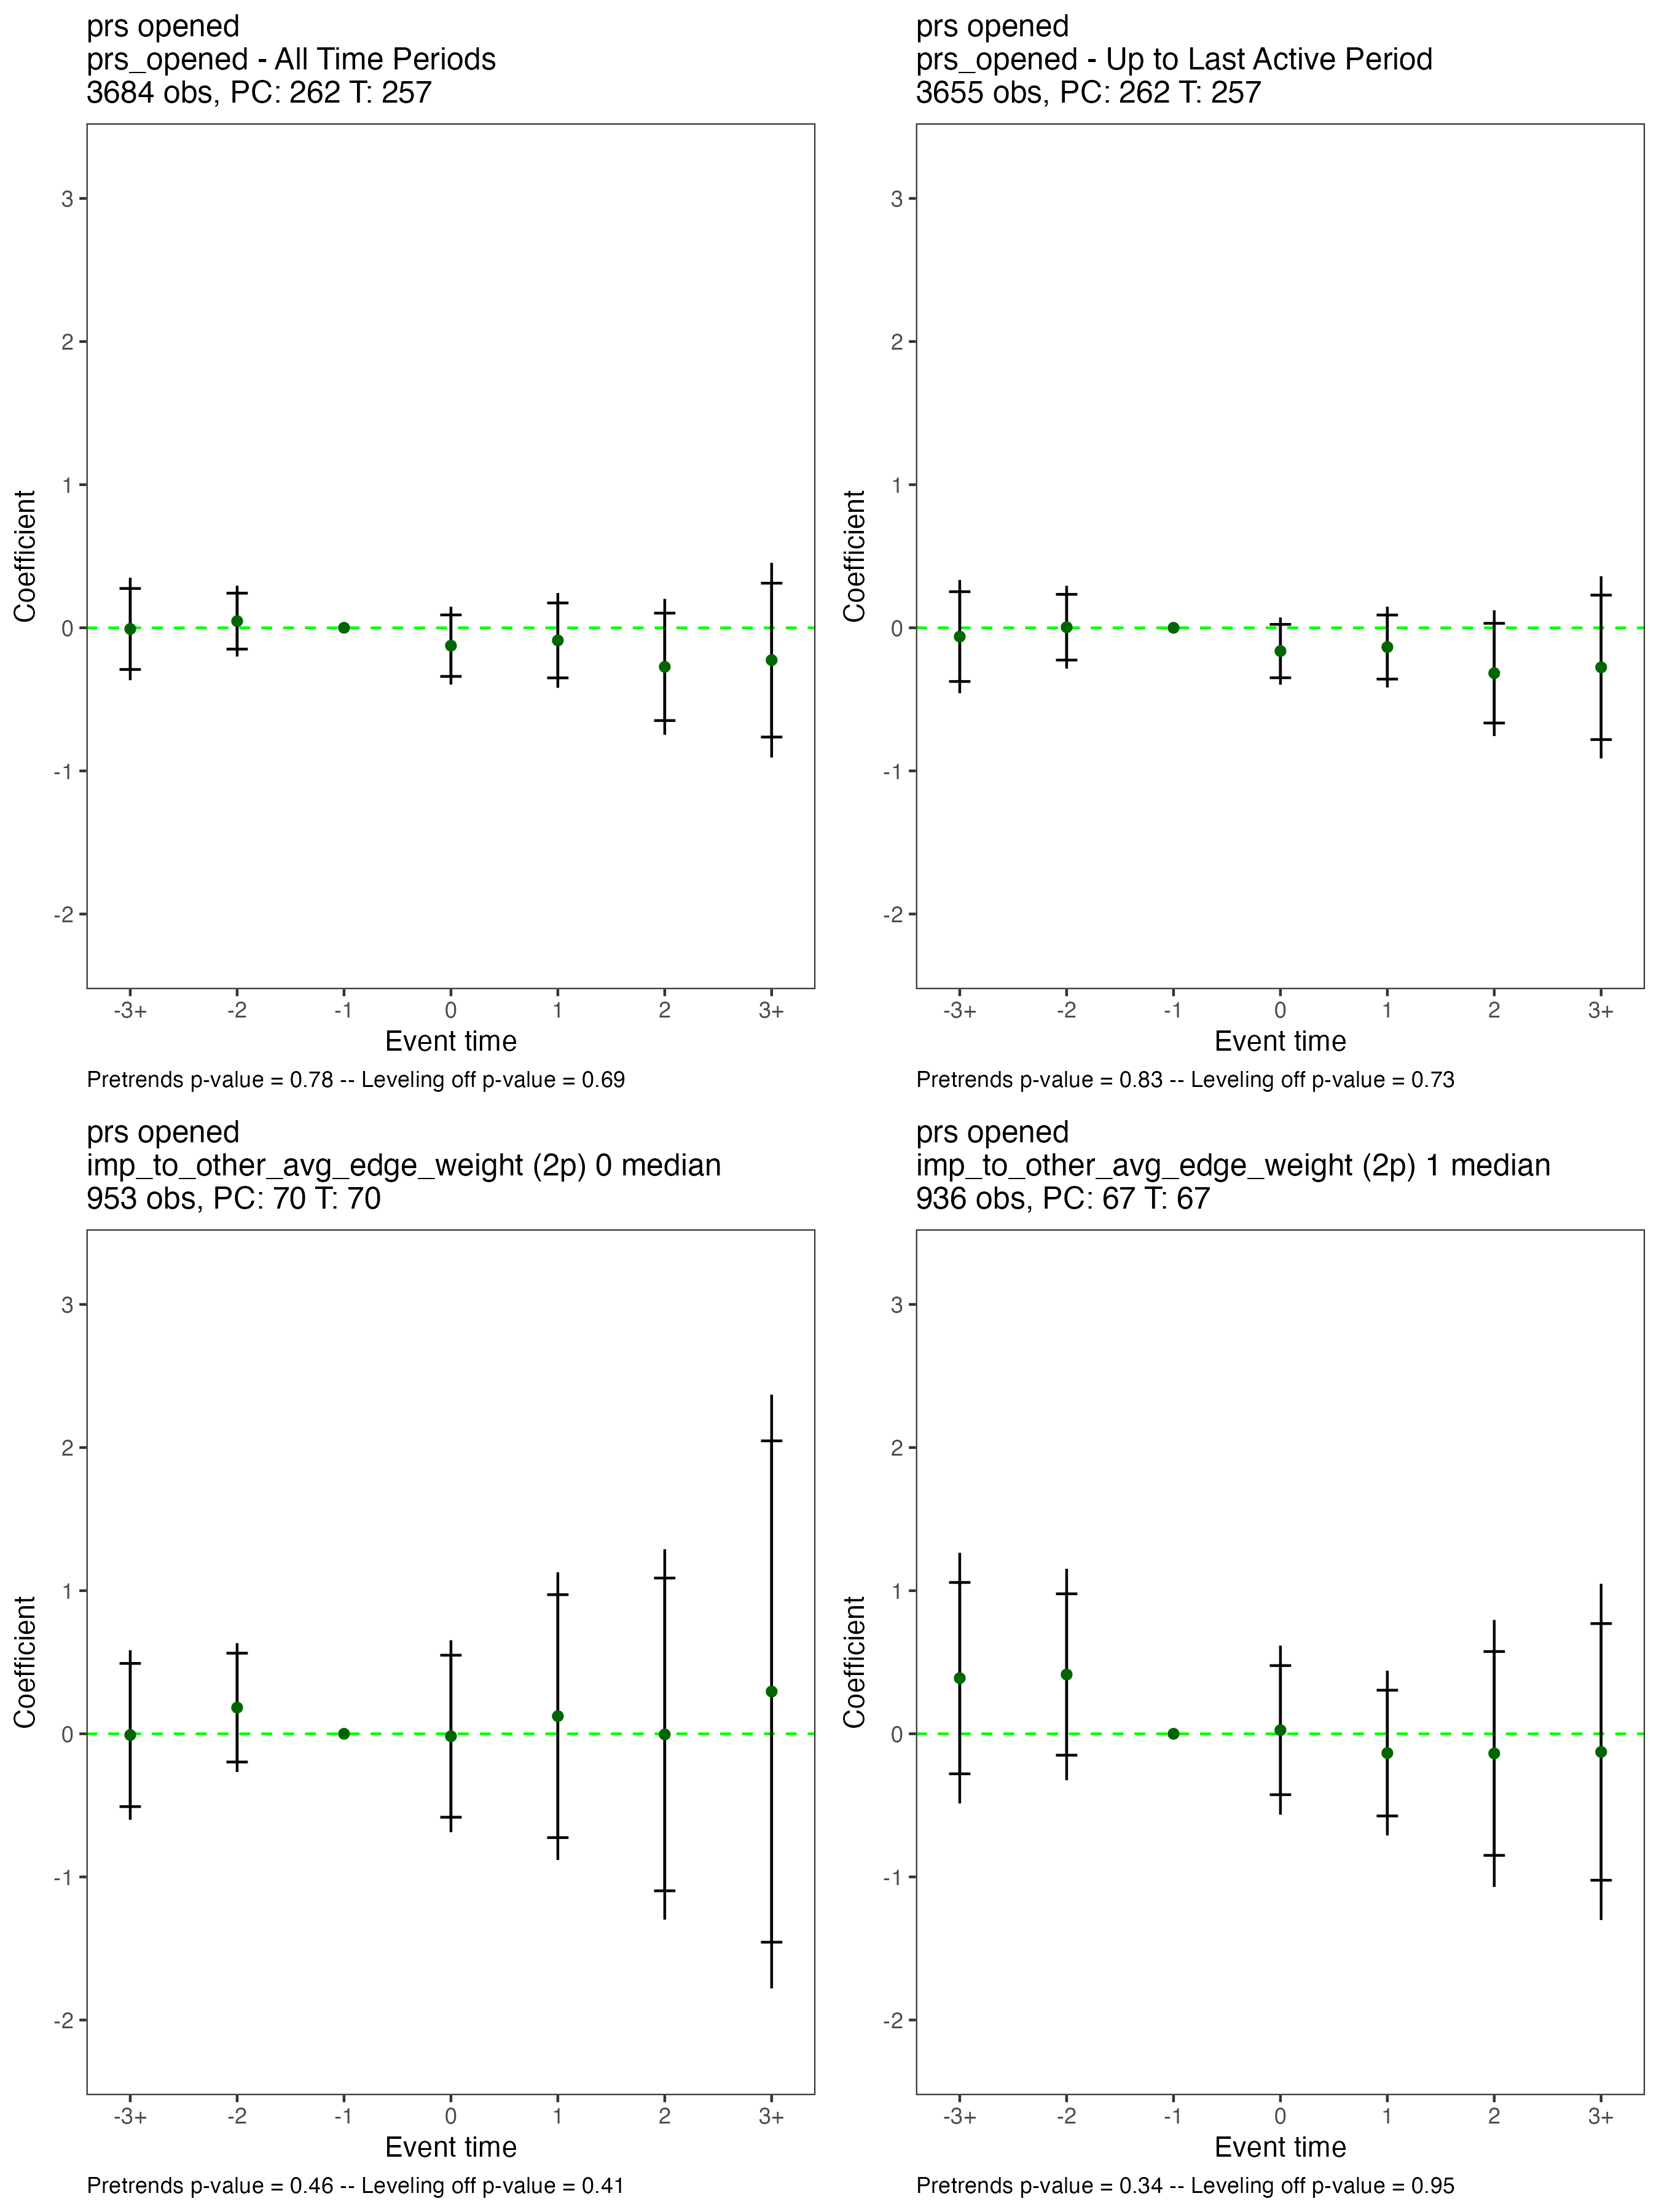 prs opened
prs_opened - All Time Periods
3684 obs, PC: 262 T: 257
3
2
1
0
-1
-2
Coefficient
-3+ -2 -1 0 1 2 3+
Event time
Pretrends p-value = 0.78 -- Leveling off p-value = 0.69
prs opened
prs_opened - Up to Last Active Period
3655 obs, PC: 262 T: 257
3
2
1
0
-1
-2
Coefficient
-3+ -2 -1 0 1 2 3+
Event time
Pretrends p-value = 0.83 -- Leveling off p-value = 0.73
prs opened
imp_to_other_avg_edge_weight (2p) 0 median
953 obs, PC: 70 T: 70
3
2
1
0
-1
-2
Coefficient
-3+ -2 -1 0 1 2 3+
Event time
Pretrends p-value = 0.46 -- Leveling off p-value = 0.41
prs opened
imp_to_other_avg_edge_weight (2p) 1 median
936 obs, PC: 67 T: 67
3
2
1
0
-1
-2
Coefficient
-3+ -2 -1 0 1 2 3+
Event time
Pretrends p-value = 0.34 -- Leveling off p-value = 0.95